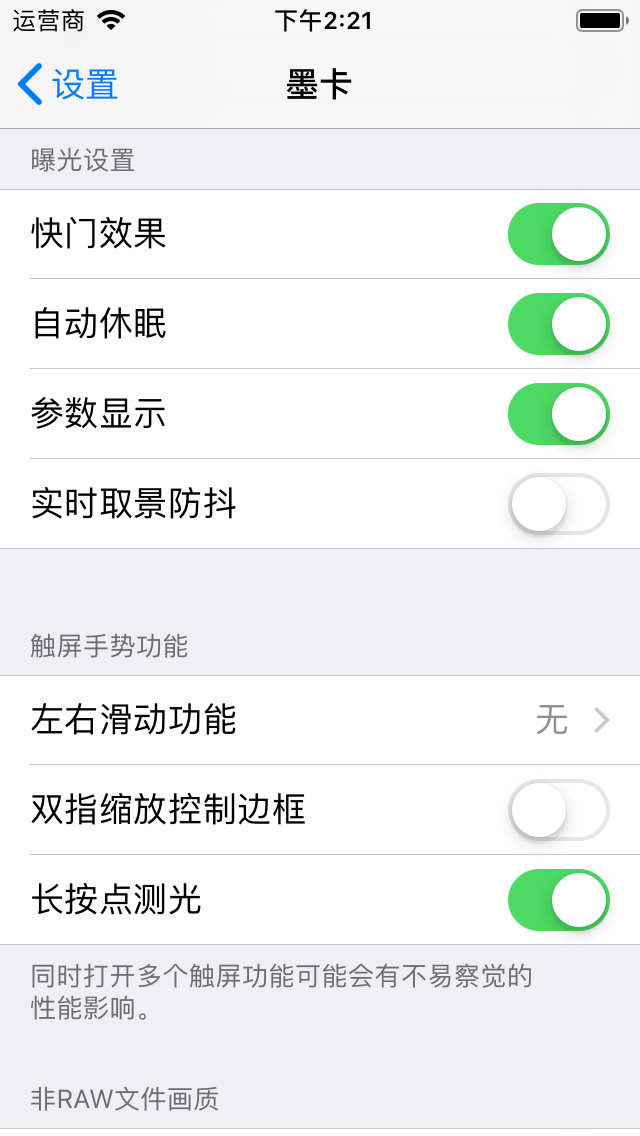 运营商 下午2:21
设置 墨卡
曝光设置
快门效果
自动休眠
参数显示
实时取景防抖
触屏手势功能
左右滑动功能 无
双指缩放控制边框
长按点测光
同时打开多个触屏功能可能会有不易察觉的
性能影响。
非RAW文件画质